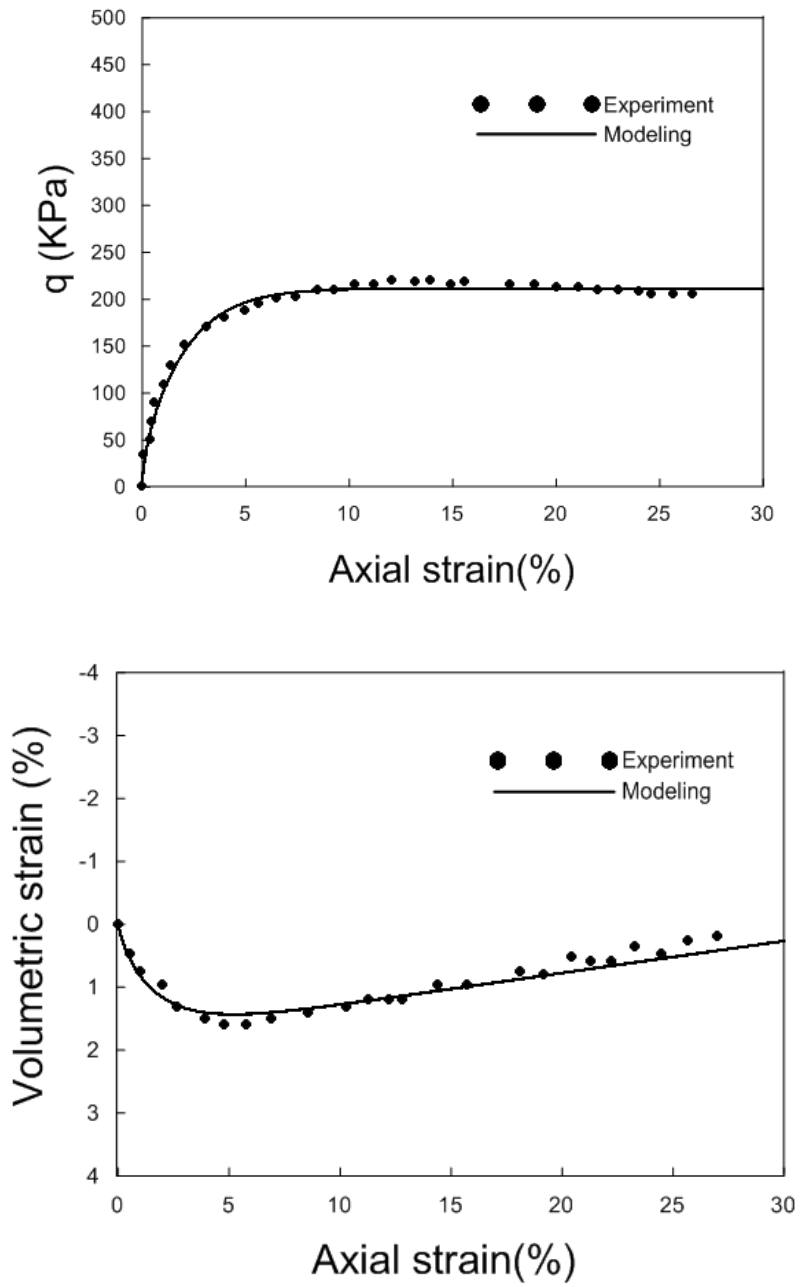 500
450
400
350
300
250
200
150
100
50
0
q (KPa)
Experiment
Modeling
0 5 10 15 20 25 30
Axial strain(%)
-4
-3
-2
-1
0
1
2
3
4
Volumetric strain (%)
Experiment
Modeling
0 5 10 15 20 25 30
Axial strain(%)